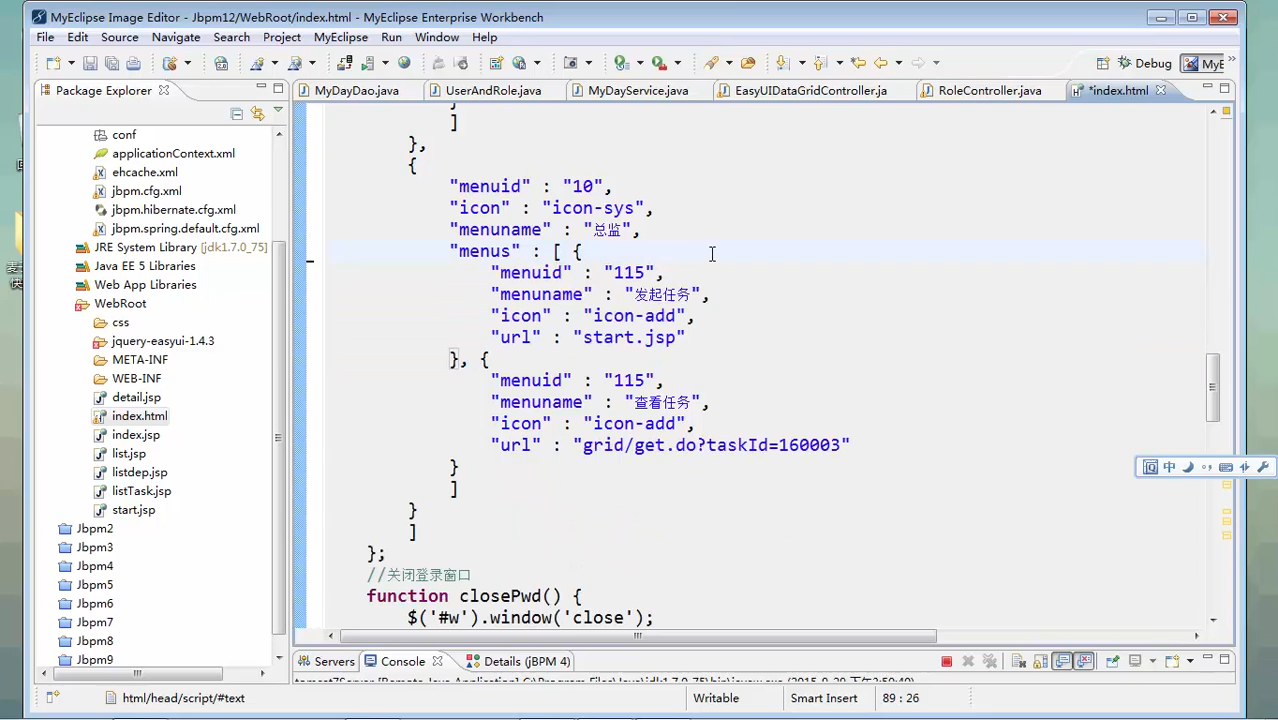 MyEclipse Image Editor - Jbpm12/WebRoot/index.html - MyEclipse Enterprise Workbench
File Edit Source Navigate Search Project MyEclipse Run Window Help
Debug MyE
Package Explorer
MyDayDao.java UserAndRole.java MyDayService.java EasyUIDataGridController.ja RoleController.java *index.html
conf
applicationContext.xml
ehcache.xml
jbpm.cfg.xml
jbpm.hibernate.cfg.xml
jbpm.spring.default.cfg.xml
JRE System Library [jdk1.7.0_75]
Java EE 5 Libraries
Web App Libraries
WebRoot
css
jquery-easyui-1.4.3
META-INF
WEB-INF
detail.jsp
index.html
index.jsp
list.jsp
listdep.jsp
listTask.jsp
start.jsp
Jbpm2
Jbpm3
Jbpm4
Jbpm5
Jbpm6
Jbpm7
Jbpm8
Jbpm9
}
]
},
{
"menuid" : "10",
"icon" : "icon-sys",
"menuname" : "总监",
"menus" : [ {
"menuid" : "115",
"menuname" : "发起任务",
"icon" : "icon-add",
"url" : "start.jsp"
}, {
"menuid" : "115",
"menuname" : "查看任务",
"icon" : "icon-add",
"url" : "grid/get.do?taskId=160003"
}
]
}
]
};
//关闭登录窗口
function closePwd() {
$('#w').window('close');
中
Servers Console Details (jBPM 4)
html/head/script/#text Writable Smart Insert 89 : 26